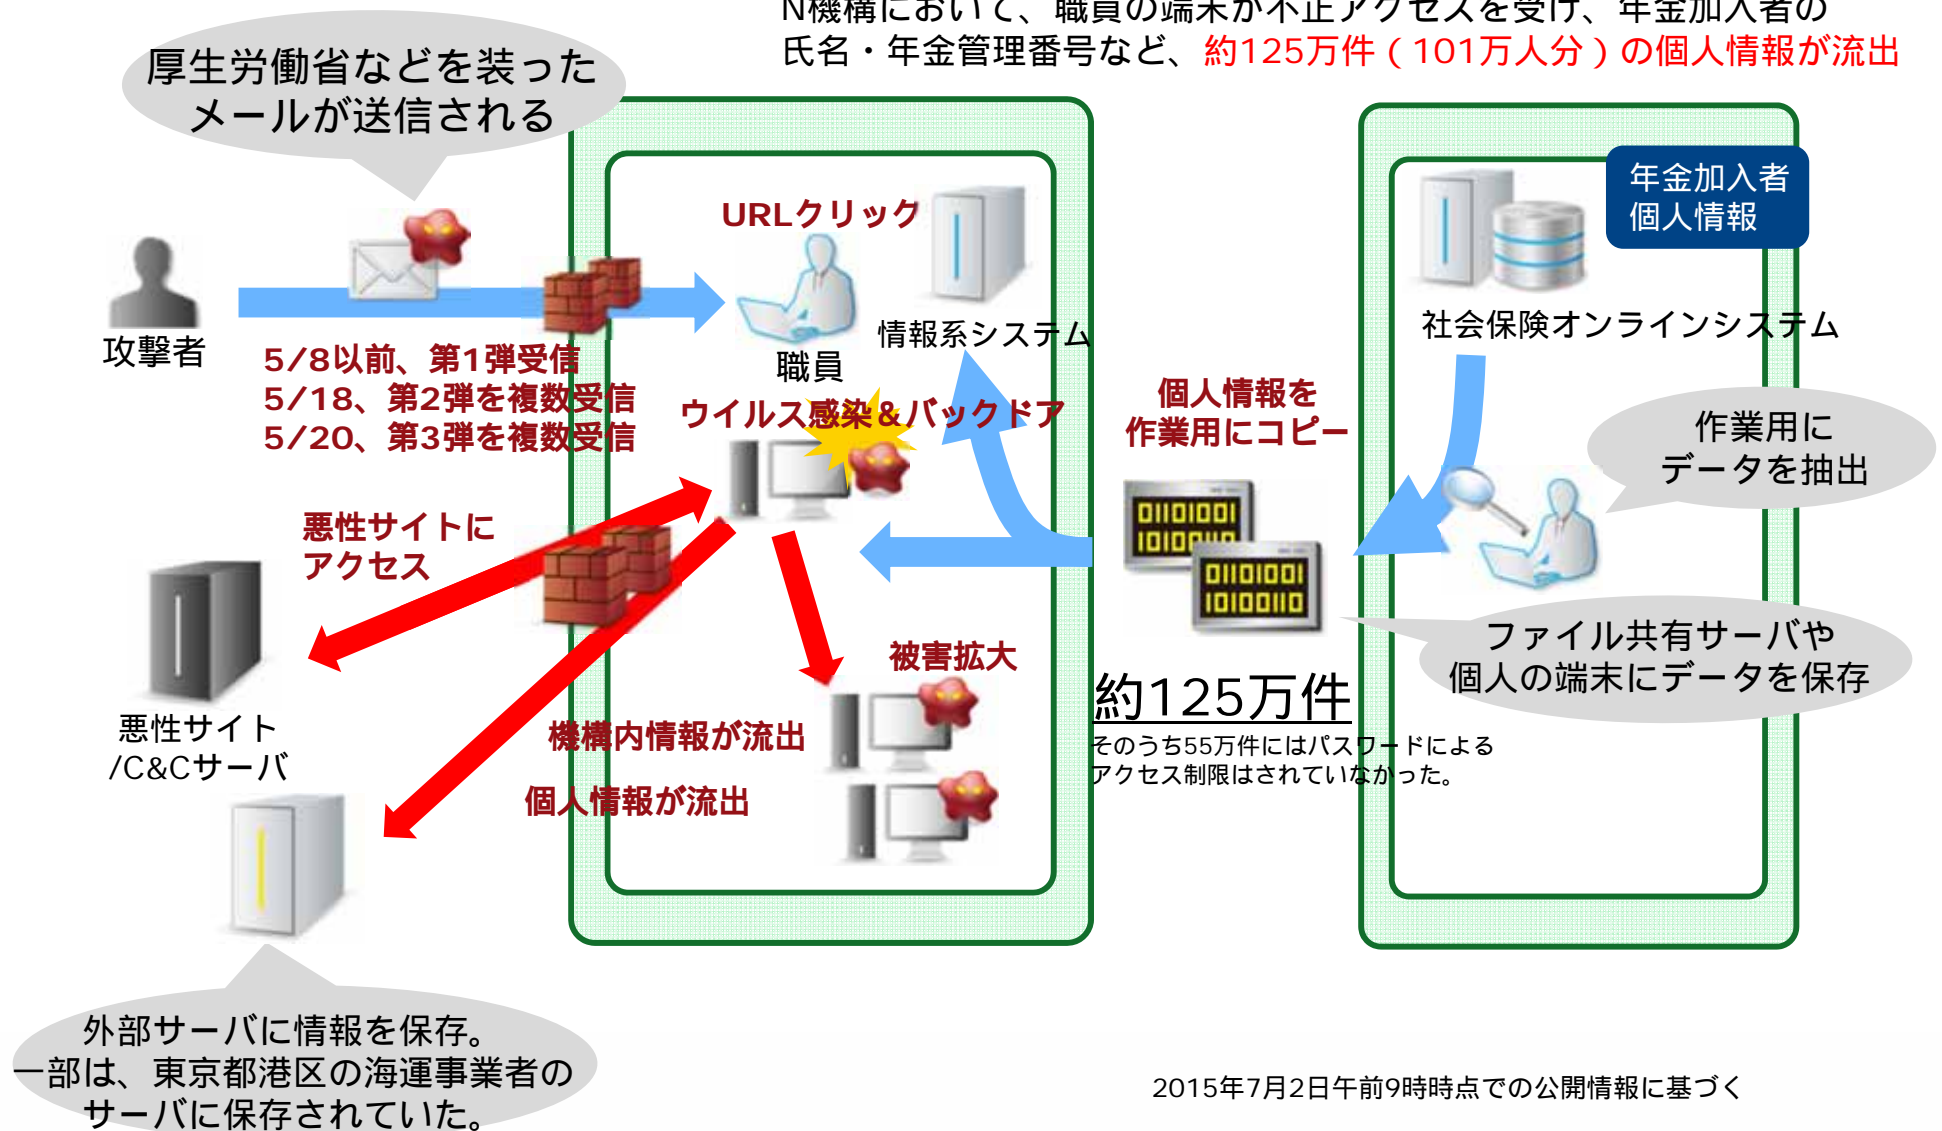 N機構において、職員の端末が不正アクセスを受け、年金加入者の
氏名・年金管理番号など、約125万件(101万人分)の個人情報が流出
厚生労働省などを装った
メールが送信される
年金加入者
個人情報
URLクリック
攻撃者
職員
情報系システム
社会保険オンラインシステム
5/8以前、第1弾受信
5/18、第2弾を複数受信
5/20、第3弾を複数受信
ウイルス感染&バックドア
個人情報を
作業用にコピー
作業用に
データを抽出
悪性サイトに
アクセス
01101001
10100110
01101001
10100110
ファイル共有サーバや
個人の端末にデータを保存
被害拡大
約125万件
そのうち55万件にはパスワードによる
アクセス制限はされていなかった。
悪性サイト
/C&Cサーバ
機構内情報が流出
個人情報が流出
外部サーバに情報を保存。
一部は、東京都港区の海運事業者の
サーバに保存されていた。
2015年7月2日午前9時時点での公開情報に基づく